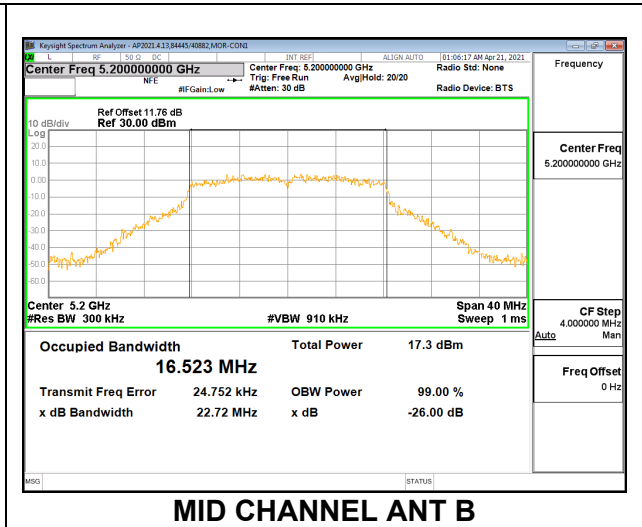 Keysight Spectrum Analyzer - AP2021.4.13,84445/40882,MOR-CON1
LXI L RF 50 Ω DC INT REF ALIGN AUTO 01:06:17 AM Apr 21, 2021
Center Freq 5.200000000 GHz Center Freq: 5.200000000 GHz Radio Std: None
NFE Trig: Free Run Avg|Hold: 20/20
#IFGain:Low #Atten: 30 dB Radio Device: BTS
Frequency
Ref Offset 11.76 dB
10 dB/div Ref 30.00 dBm
Log
20.0
10.0
0.00
-10.0
-20.0
-30.0
-40.0
-50.0
-60.0
Center 5.2 GHz Span 40 MHz
#Res BW 300 kHz #VBW 910 kHz Sweep 1 ms
Occupied Bandwidth Total Power 17.3 dBm
16.523 MHz
Transmit Freq Error 24.752 kHz OBW Power 99.00 %
x dB Bandwidth 22.72 MHz x dB -26.00 dB
Center Freq
5.200000000 GHz
CF Step
4.000000 MHz
Auto Man
Freq Offset
0 Hz
MSG STATUS
MID CHANNEL ANT B